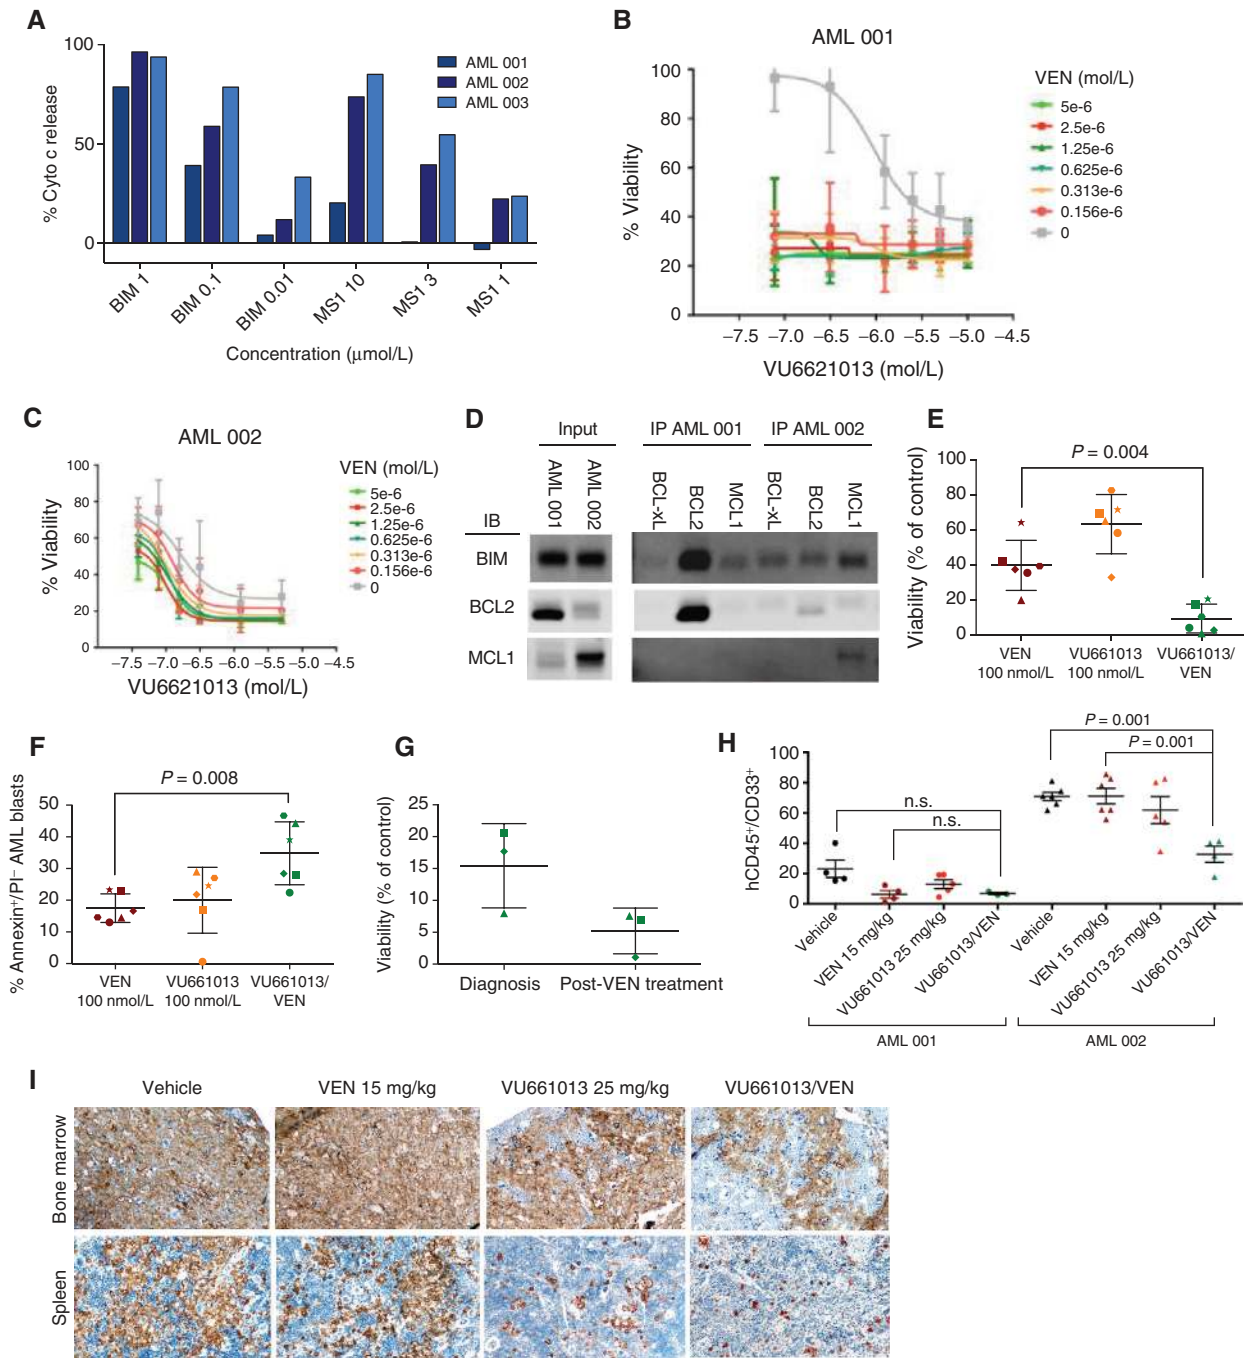 A
100
50
0
% Cyto c release
AML 001
AML 002
AML 003
BIM 1
BIM 0.1
BIM 0.01
MS1 10
MS1 3
MS1 1
Concentration (μmol/L)
B
AML 001
100
80
60
40
20
0
% Viability
−7.5 −7.0 −6.5 −6.0 −5.5 −5.0 −4.5
VU6621013 (mol/L)
VEN (mol/L)
5e-6
2.5e-6
1.25e-6
0.625e-6
0.313e-6
0.156e-6
0
C
AML 002
100
80
60
40
20
0
% Viability
−7.5 −7.0 −6.5 −6.0 −5.5 −5.0 −4.5
VU6621013 (mol/L)
VEN (mol/L)
5e-6
2.5e-6
1.25e-6
0.625e-6
0.313e-6
0.156e-6
0
D
Input IP AML 001 IP AML 002
AML 001 AML 002 BCL-xL BCL2 MCL1 BCL-xL BCL2 MCL1
IB
BIM
BCL2
MCL1
E
P = 0.004
100
80
60
40
20
0
Viability (% of control)
VEN
100 nmol/L
VU661013
100 nmol/L
VU661013/
VEN
F
P = 0.008
50
40
30
20
10
0
% Annexin⁺/PI⁻ AML blasts
VEN
100 nmol/L
VU661013
100 nmol/L
VU661013/
VEN
G
25
20
15
10
5
0
Viability (% of control)
Diagnosis
Post-VEN treatment
H
P = 0.001
P = 0.001
n.s.
n.s.
100
80
60
40
20
0
hCD45⁺/CD33⁺
Vehicle
VEN 15 mg/kg
VU661013 25 mg/kg
VU661013/VEN
Vehicle
VEN 15 mg/kg
VU661013 25 mg/kg
VU661013/VEN
AML 001
AML 002
I
Vehicle
VEN 15 mg/kg
VU661013 25 mg/kg
VU661013/VEN
Bone marrow
Spleen